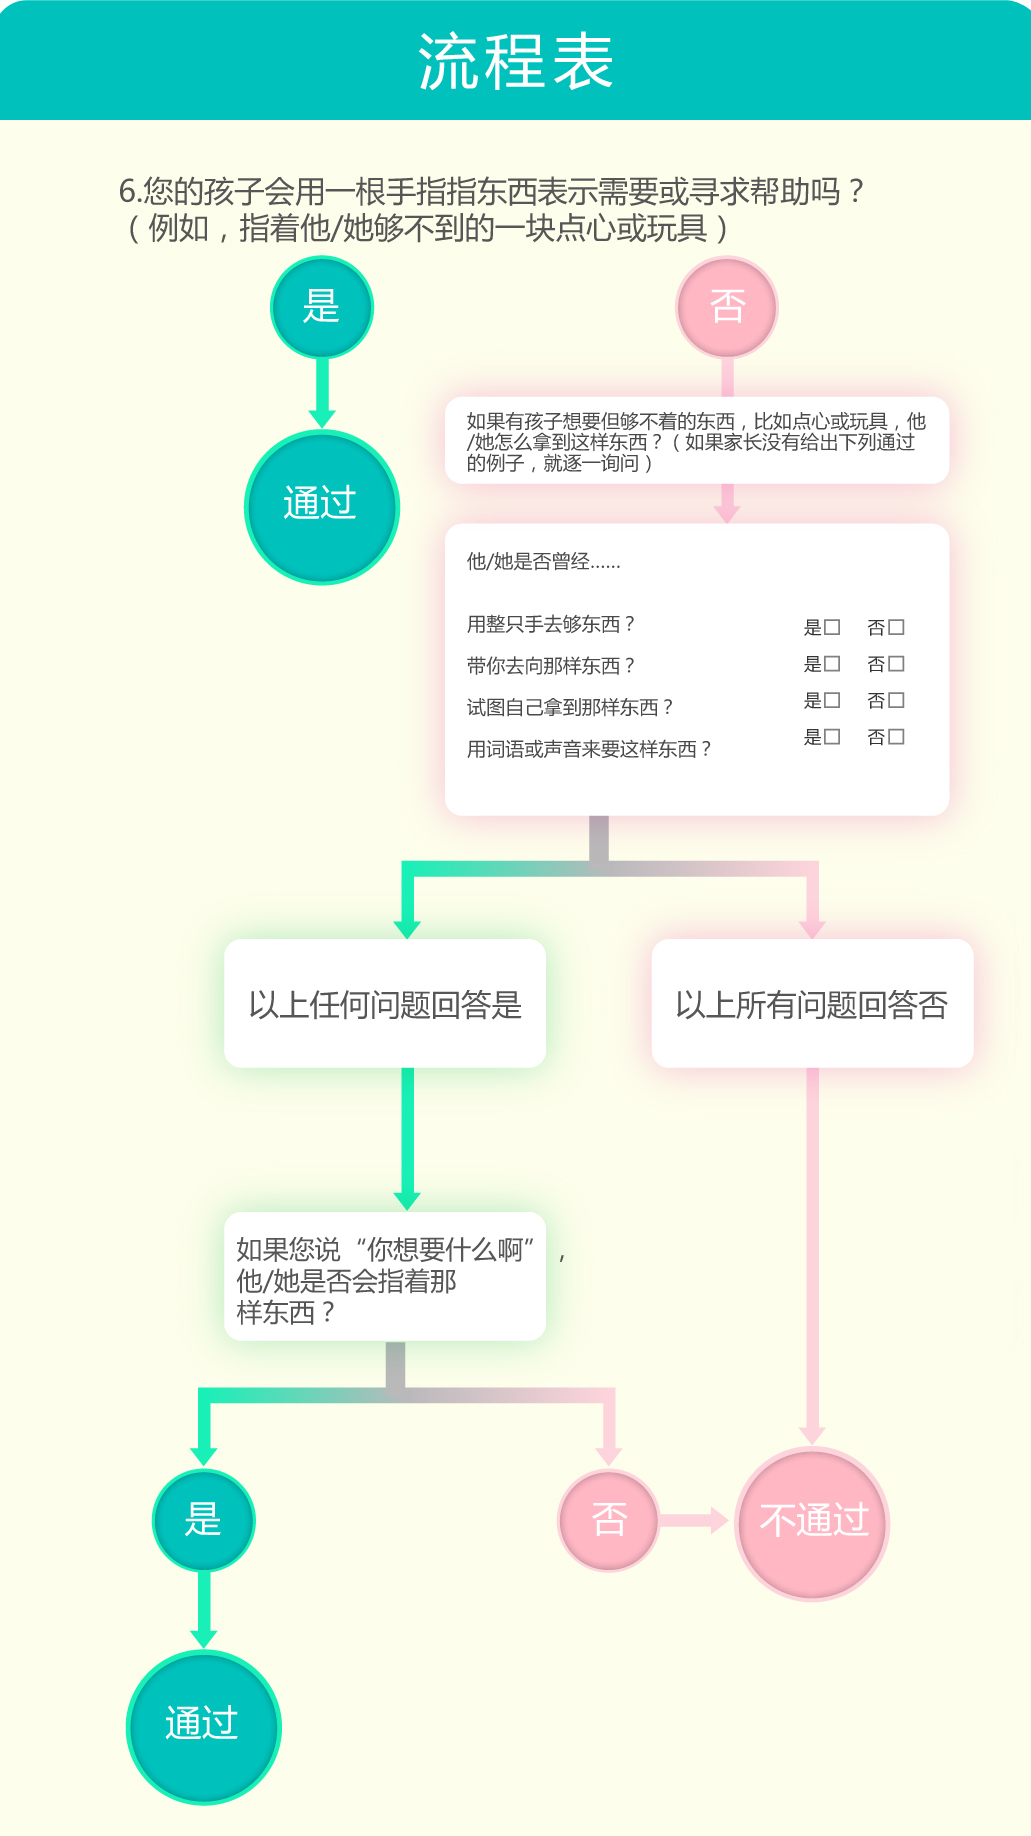 流程表
6.您的孩子会用一根手指指东西表示需要或寻求帮助吗？
（例如，指着他/她够不到的一块点心或玩具）
是
否
如果有孩子想要但够不着的东西，比如点心或玩具，他
/她怎么拿到这样东西？（如果家长没有给出下列通过
的例子，就逐一询问）
通过
他/她是否曾经……
用整只手去够东西？ 是□ 否□
带你去向那样东西？ 是□ 否□
试图自己拿到那样东西？ 是□ 否□
用词语或声音来要这样东西？ 是□ 否□
以上任何问题回答是
以上所有问题回答否
如果您说“你想要什么啊”，
他/她是否会指着那
样东西？
是
否
不通过
通过